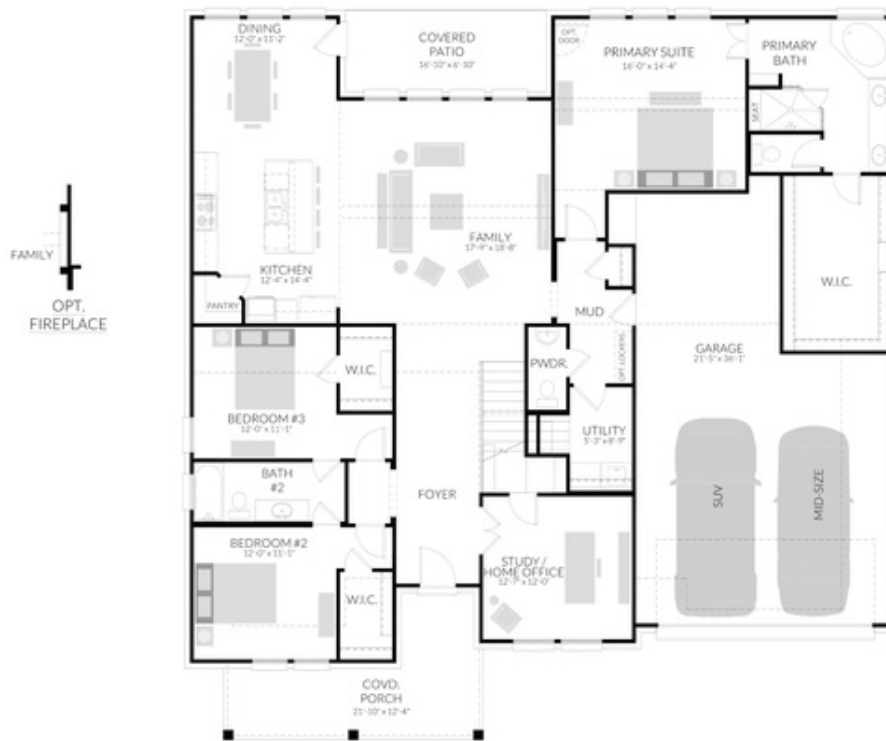 DINING
12'-0" x 11'-2"
COVERED
PATIO
16'-10" x 6'-10"
OPT.
DOOR
PRIMARY SUITE
16'-0" x 14'-4"
PRIMARY
BATH
SEAT
FAMILY
OPT.
FIREPLACE
FAMILY
17'-9" x 18'-8"
KITCHEN
12'-4" x 14'-4"
PANTRY
MUD
W.I.C.
GARAGE
21'-5" x 36'-1"
OPT. LOCKERS
PWDR.
W.I.C.
BEDROOM #3
12'-0" x 11'-1"
UTILITY
5'-3" x 8'-9"
BATH
#2
FOYER
SUV
MID-SIZE
BEDROOM #2
12'-0" x 11'-1"
STUDY /
HOME OFFICE
12'-7" x 12'-0"
W.I.C.
COVD.
PORCH
21'-10" x 12'-4"